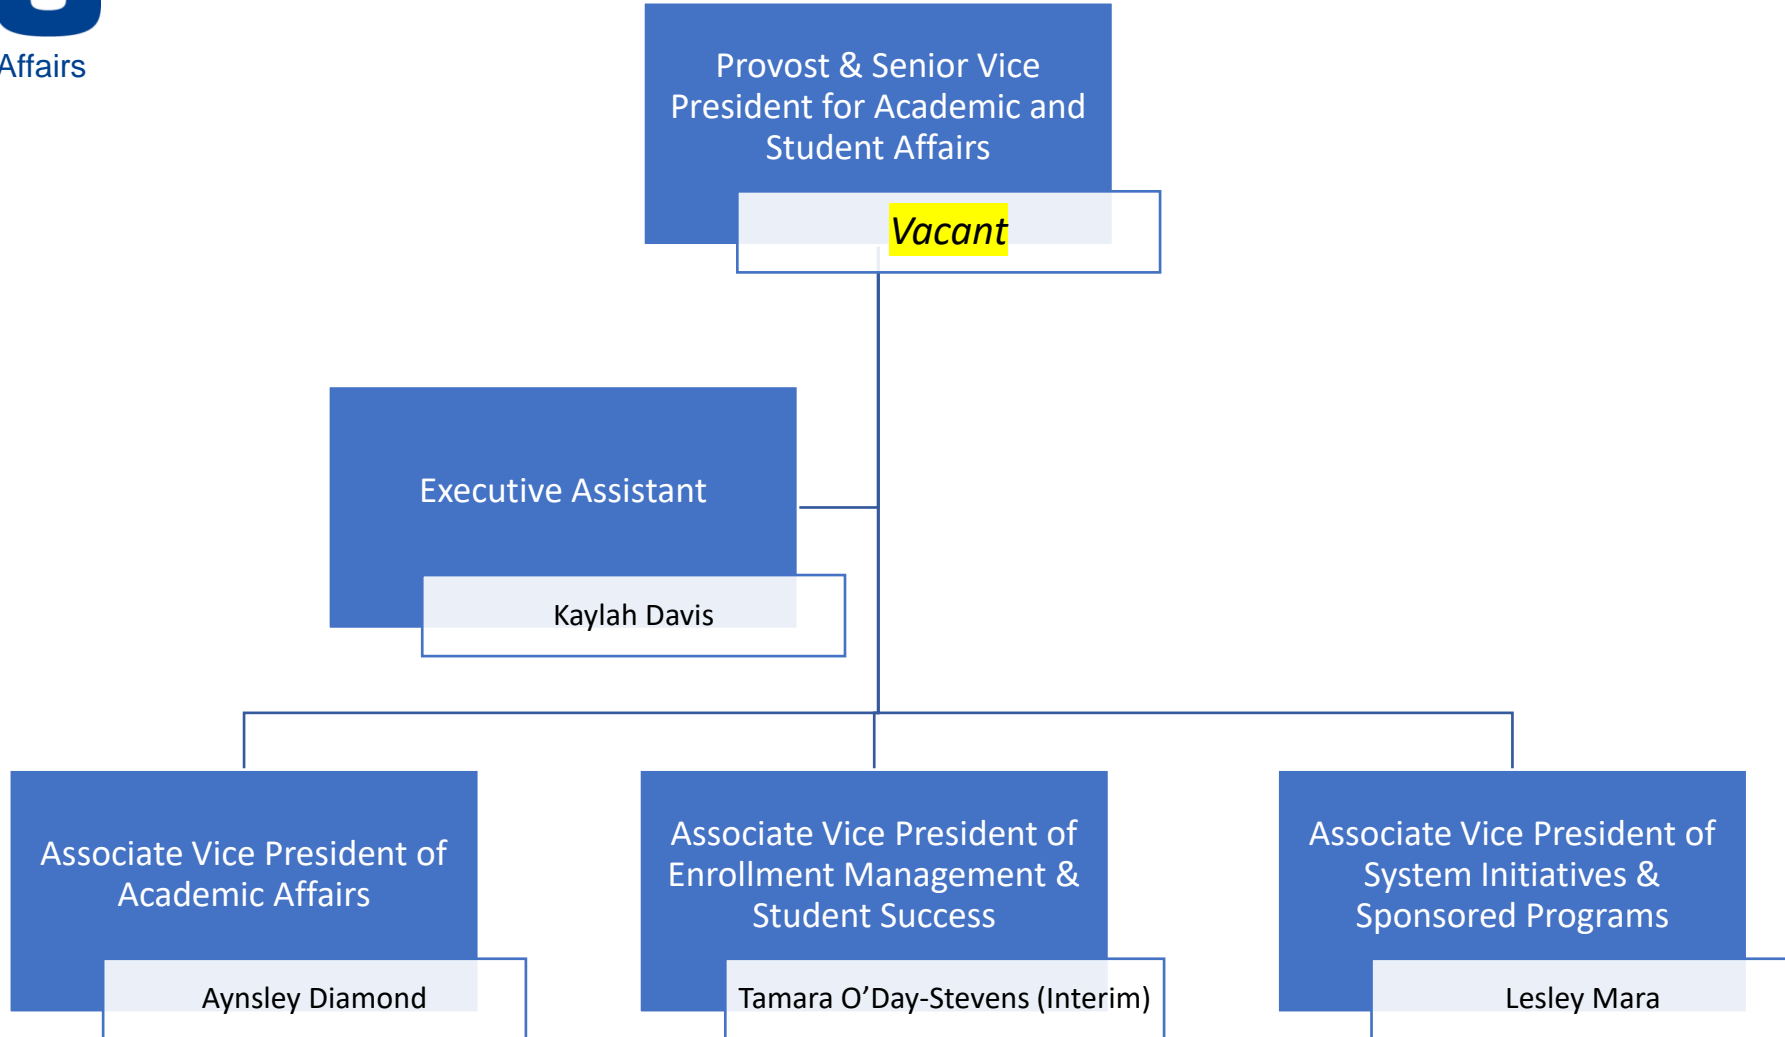 Affairs
Provost & Senior Vice
President for Academic and
Student Affairs
Vacant
Executive Assistant
Kaylah Davis
Associate Vice President of
Academic Affairs
Aynsley Diamond
Associate Vice President of
Enrollment Management &
Student Success
Tamara O’Day-Stevens (Interim)
Associate Vice President of
System Initiatives &
Sponsored Programs
Lesley Mara